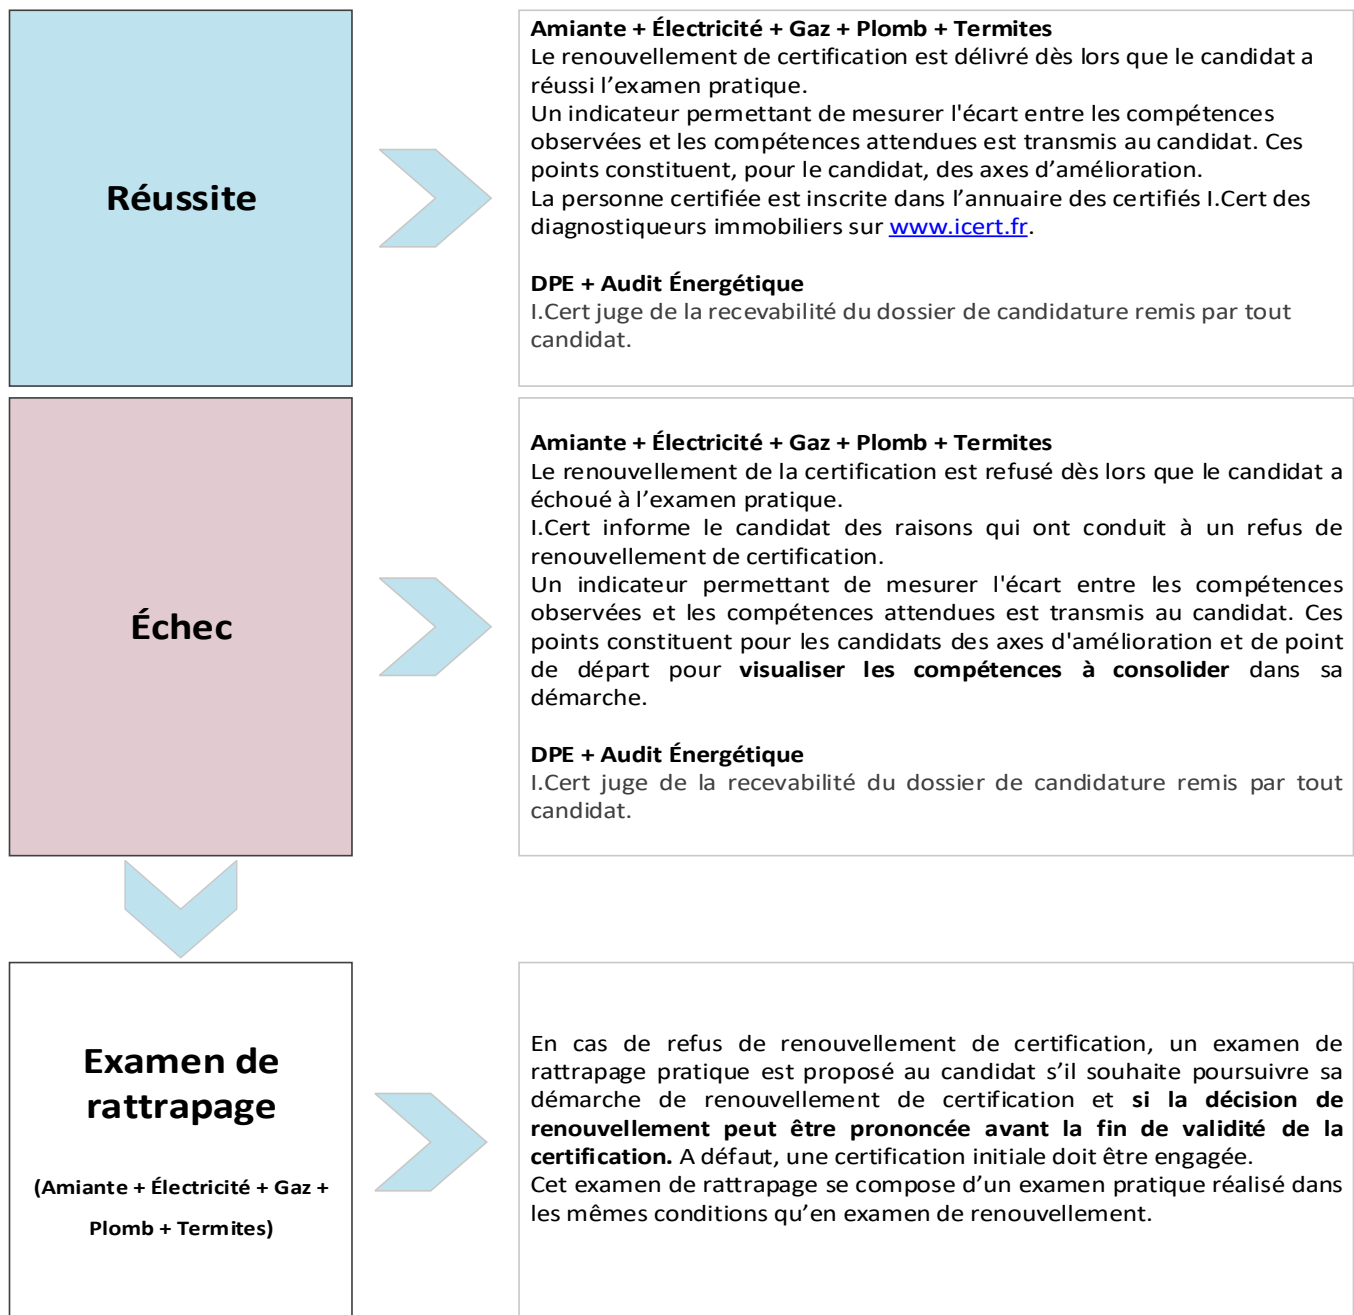 Réussite
Amiante + Électricité + Gaz + Plomb + Termites
Le renouvellement de certification est délivré dès lors que le candidat a
réussi l’examen pratique.
Un indicateur permettant de mesurer l'écart entre les compétences
observées et les compétences attendues est transmis au candidat. Ces
points constituent, pour le candidat, des axes d’amélioration.
La personne certifiée est inscrite dans l’annuaire des certifiés I.Cert des
diagnostiqueurs immobiliers sur www.icert.fr.
DPE + Audit Énergétique
I.Cert juge de la recevabilité du dossier de candidature remis par tout
candidat.
Échec
Amiante + Électricité + Gaz + Plomb + Termites
Le renouvellement de la certification est refusé dès lors que le candidat a
échoué à l’examen pratique.
I.Cert informe le candidat des raisons qui ont conduit à un refus de
renouvellement de certification.
Un indicateur permettant de mesurer l'écart entre les compétences
observées et les compétences attendues est transmis au candidat. Ces
points constituent pour les candidats des axes d'amélioration et de point
de départ pour visualiser les compétences à consolider dans sa
démarche.
DPE + Audit Énergétique
I.Cert juge de la recevabilité du dossier de candidature remis par tout
candidat.
Examen de
rattrapage
(Amiante + Électricité + Gaz +
Plomb + Termites)
En cas de refus de renouvellement de certification, un examen de
rattrapage pratique est proposé au candidat s’il souhaite poursuivre sa
démarche de renouvellement de certification et si la décision de
renouvellement peut être prononcée avant la fin de validité de la
certification. A défaut, une certification initiale doit être engagée.
Cet examen de rattrapage se compose d’un examen pratique réalisé dans
les mêmes conditions qu’en examen de renouvellement.